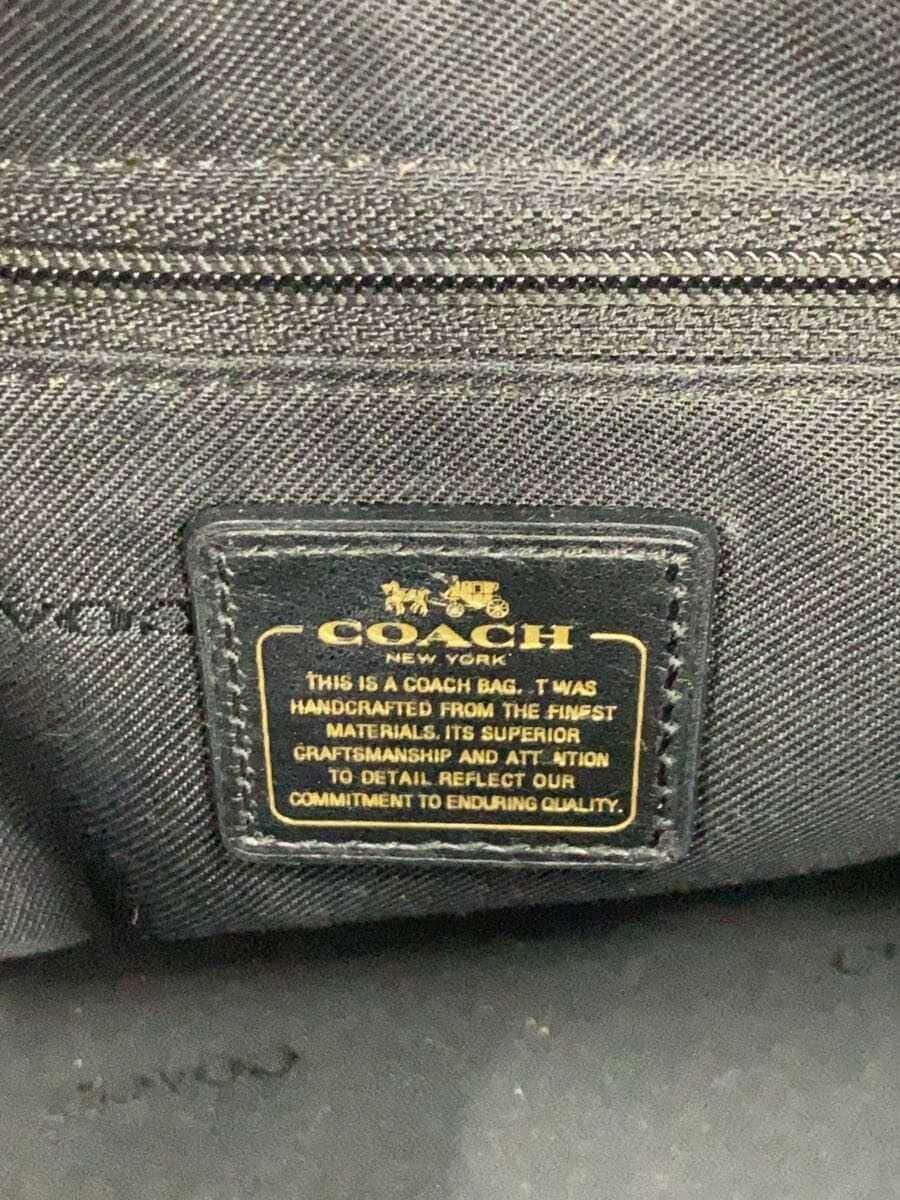 COACH
NEW YORK
THIS IS A COACH BAG. T WAS
HANDCRAFTED FROM THE FINEST
MATERIALS. ITS SUPERIOR
CRAFTSMANSHIP AND ATT NTION
TO DETAIL REFLECT OUR
COMMITMENT TO ENDURING QUALITY.